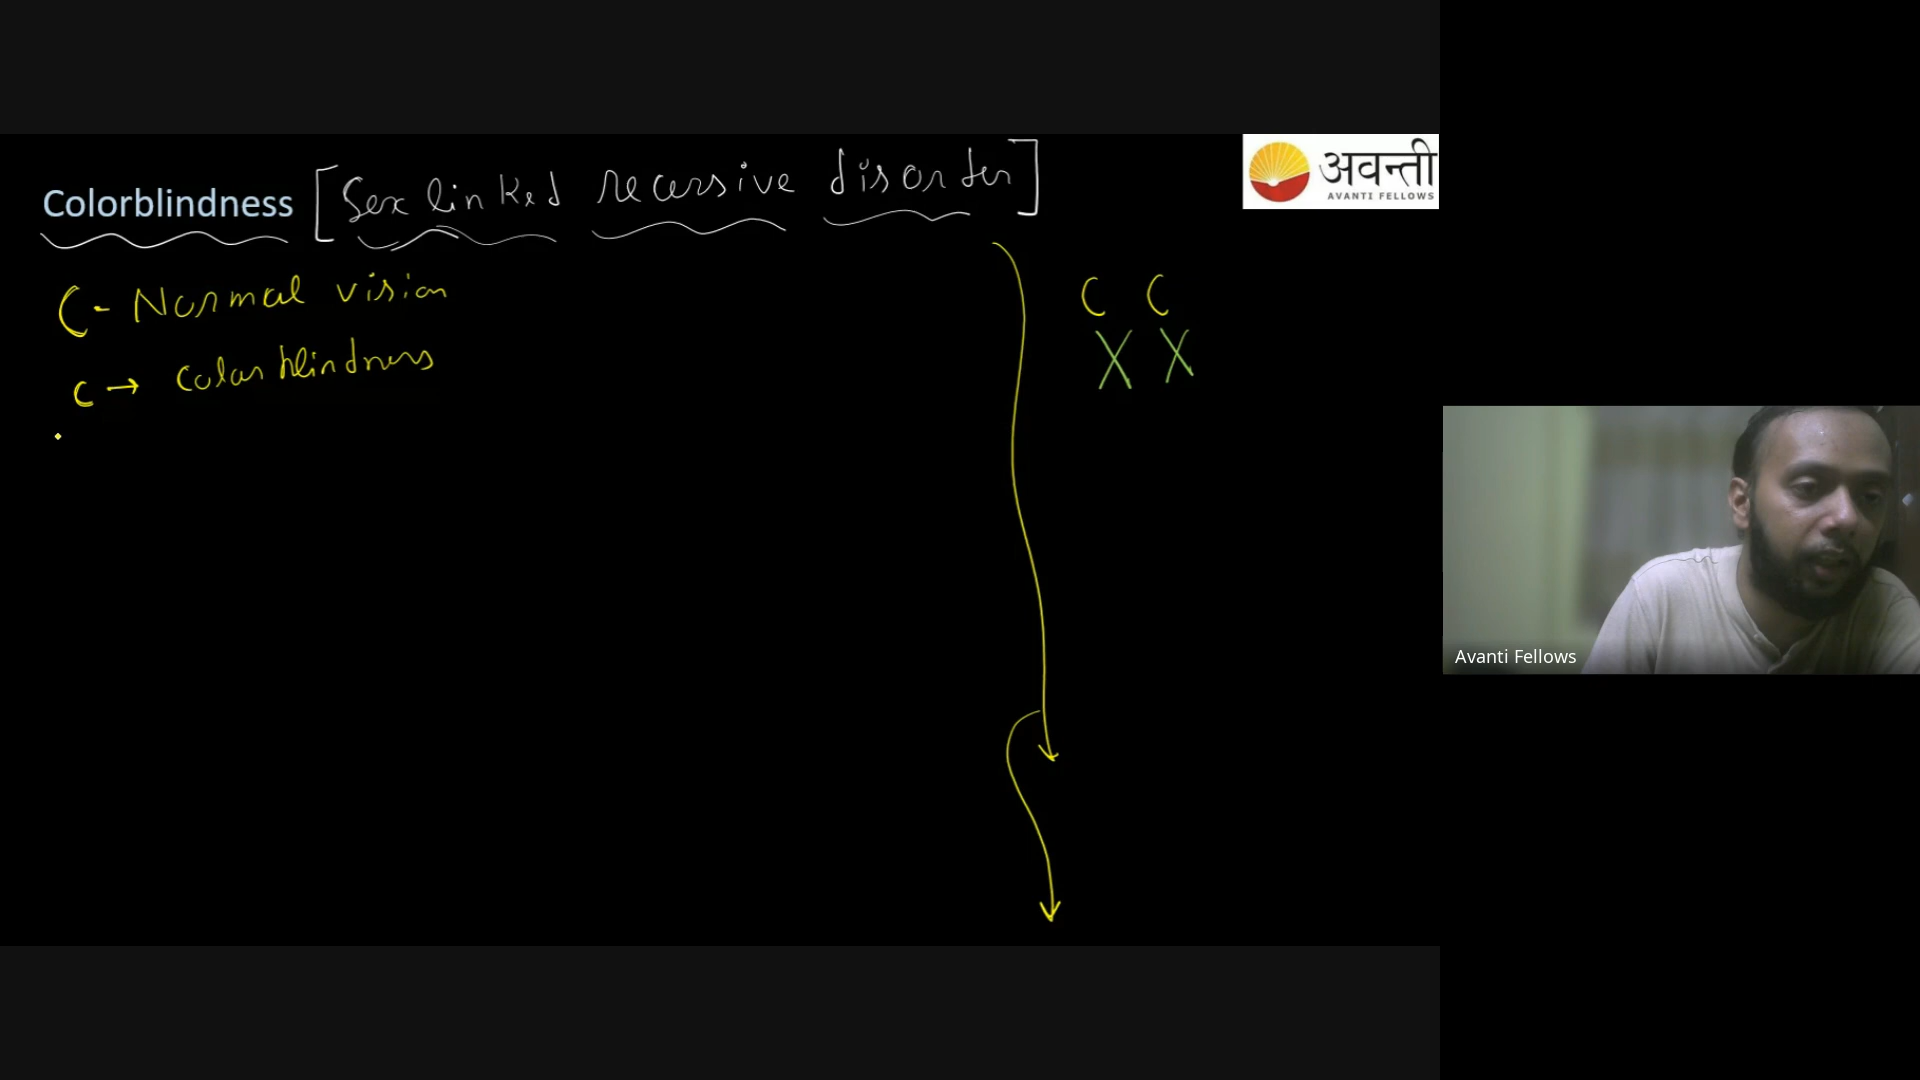 Colorblindness [Sex linked recessive disorder]
अवन्ती
AVANTI FELLOWS
C - Normal vision
c → Colorblindness
C C
X X
Avanti Fellows